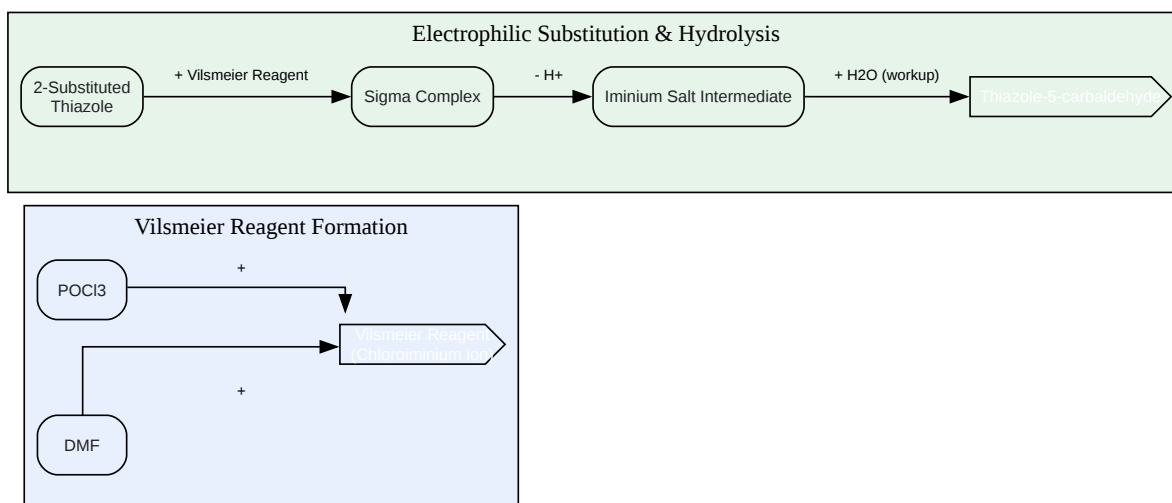 Electrophilic Substitution & Hydrolysis
2-Substituted
Thiazole
+ Vilsmeier Reagent
Sigma Complex
- H+
Iminium Salt Intermediate
+ H2O (workup)
Thiazole-5-carbaldehyde
Vilsmeier Reagent Formation
POCl3
+
Vilsmeier Reagent
(Chloroiminium ion)
+
DMF